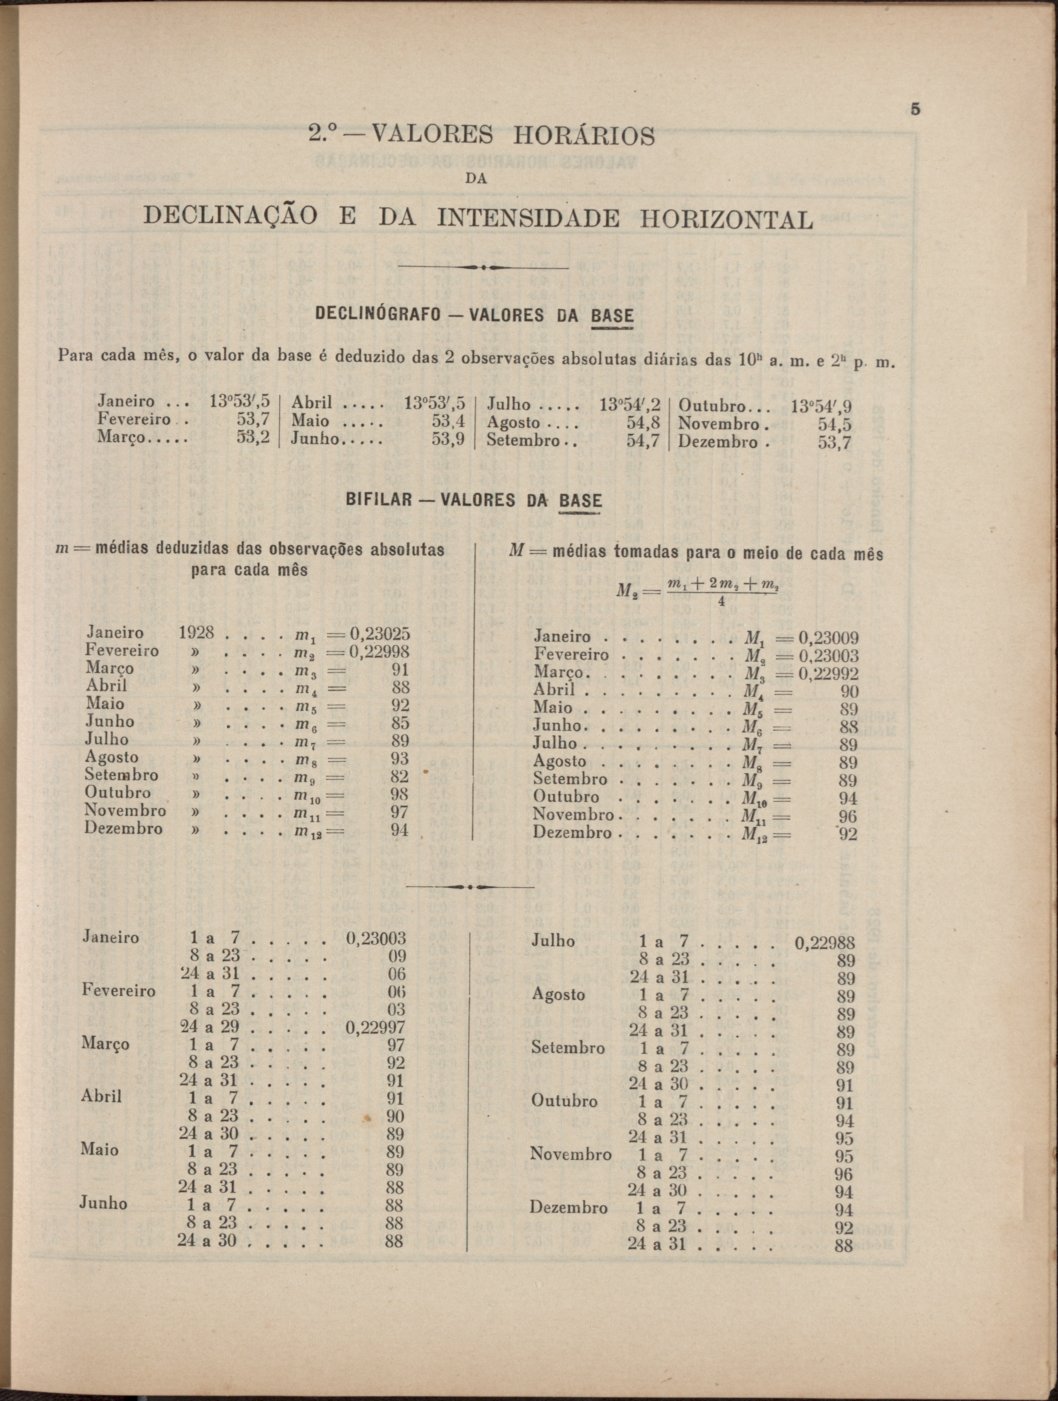 5
2.º — VALORES HORÁRIOS
DA
DECLINAÇÃO E DA INTENSIDADE HORIZONTAL
DECLINÓGRAFO — VALORES DA BASE
Para cada mês, o valor da base é deduzido das 2 observações absolutas diárias das 10ʰ a. m. e 2ʰ p. m.
Janeiro ... 13º53′,5 | Abril ..... 13º53′,5 | Julho ..... 13º54′,2 | Outubro... 13º54′,9
Fevereiro . 53,7 | Maio ..... 53,4 | Agosto .... 54,8 | Novembro . 54,5
Março..... 53,2 | Junho..... 53,9 | Setembro .. 54,7 | Dezembro . 53,7
BIFILAR — VALORES DA BASE
m = médias deduzidas das observações absolutas
para cada mês
Janeiro 1928 . . . . m₁ = 0,23025
Fevereiro » . . . . m₂ = 0,22998
Março » . . . . m₃ = 91
Abril » . . . . m₄ = 88
Maio » . . . . m₅ = 92
Junho » . . . . m₆ = 85
Julho » . . . . m₇ = 89
Agosto » . . . . m₈ = 93
Setembro » . . . . m₉ = 82
Outubro » . . . . m₁₀ = 98
Novembro » . . . . m₁₁ = 97
Dezembro » . . . . m₁₂ = 94
M = médias tomadas para o meio de cada mês
M₂ = (m₁ + 2 m₂ + m₃) / 4
Janeiro . . . . . . . . M₁ = 0,23009
Fevereiro . . . . . . . M₂ = 0,23003
Março. . . . . . . . . M₃ = 0,22992
Abril . . . . . . . . . M₄ = 90
Maio . . . . . . . . . M₅ = 89
Junho. . . . . . . . . M₆ = 88
Julho . . . . . . . . . M₇ = 89
Agosto . . . . . . . . M₈ = 89
Setembro . . . . . . . M₉ = 89
Outubro . . . . . . . M₁₀ = 94
Novembro . . . . . . . M₁₁ = 96
Dezembro . . . . . . . M₁₂ = 92
Janeiro 1 a 7 . . . . . 0,23003
8 a 23 . . . . . 09
24 a 31 . . . . . 06
Fevereiro 1 a 7 . . . . . 06
8 a 23 . . . . . 03
24 a 29 . . . . . 0,22997
Março 1 a 7 . . . . . 97
8 a 23 . . . . . 92
24 a 31 . . . . . 91
Abril 1 a 7 . . . . . 91
8 a 23 . . . . . 90
24 a 30 . . . . . 89
Maio 1 a 7 . . . . . 89
8 a 23 . . . . . 89
24 a 31 . . . . . 88
Junho 1 a 7 . . . . . 88
8 a 23 . . . . . 88
24 a 30 . . . . . 88
Julho 1 a 7 . . . . . 0,22988
8 a 23 . . . . . 89
24 a 31 . . . . . 89
Agosto 1 a 7 . . . . . 89
8 a 23 . . . . . 89
24 a 31 . . . . . 89
Setembro 1 a 7 . . . . . 89
8 a 23 . . . . . 89
24 a 30 . . . . . 91
Outubro 1 a 7 . . . . . 91
8 a 23 . . . . . 94
24 a 31 . . . . . 95
Novembro 1 a 7 . . . . . 95
8 a 23 . . . . . 96
24 a 30 . . . . . 94
Dezembro 1 a 7 . . . . . 94
8 a 23 . . . . . 92
24 a 31 . . . . . 88